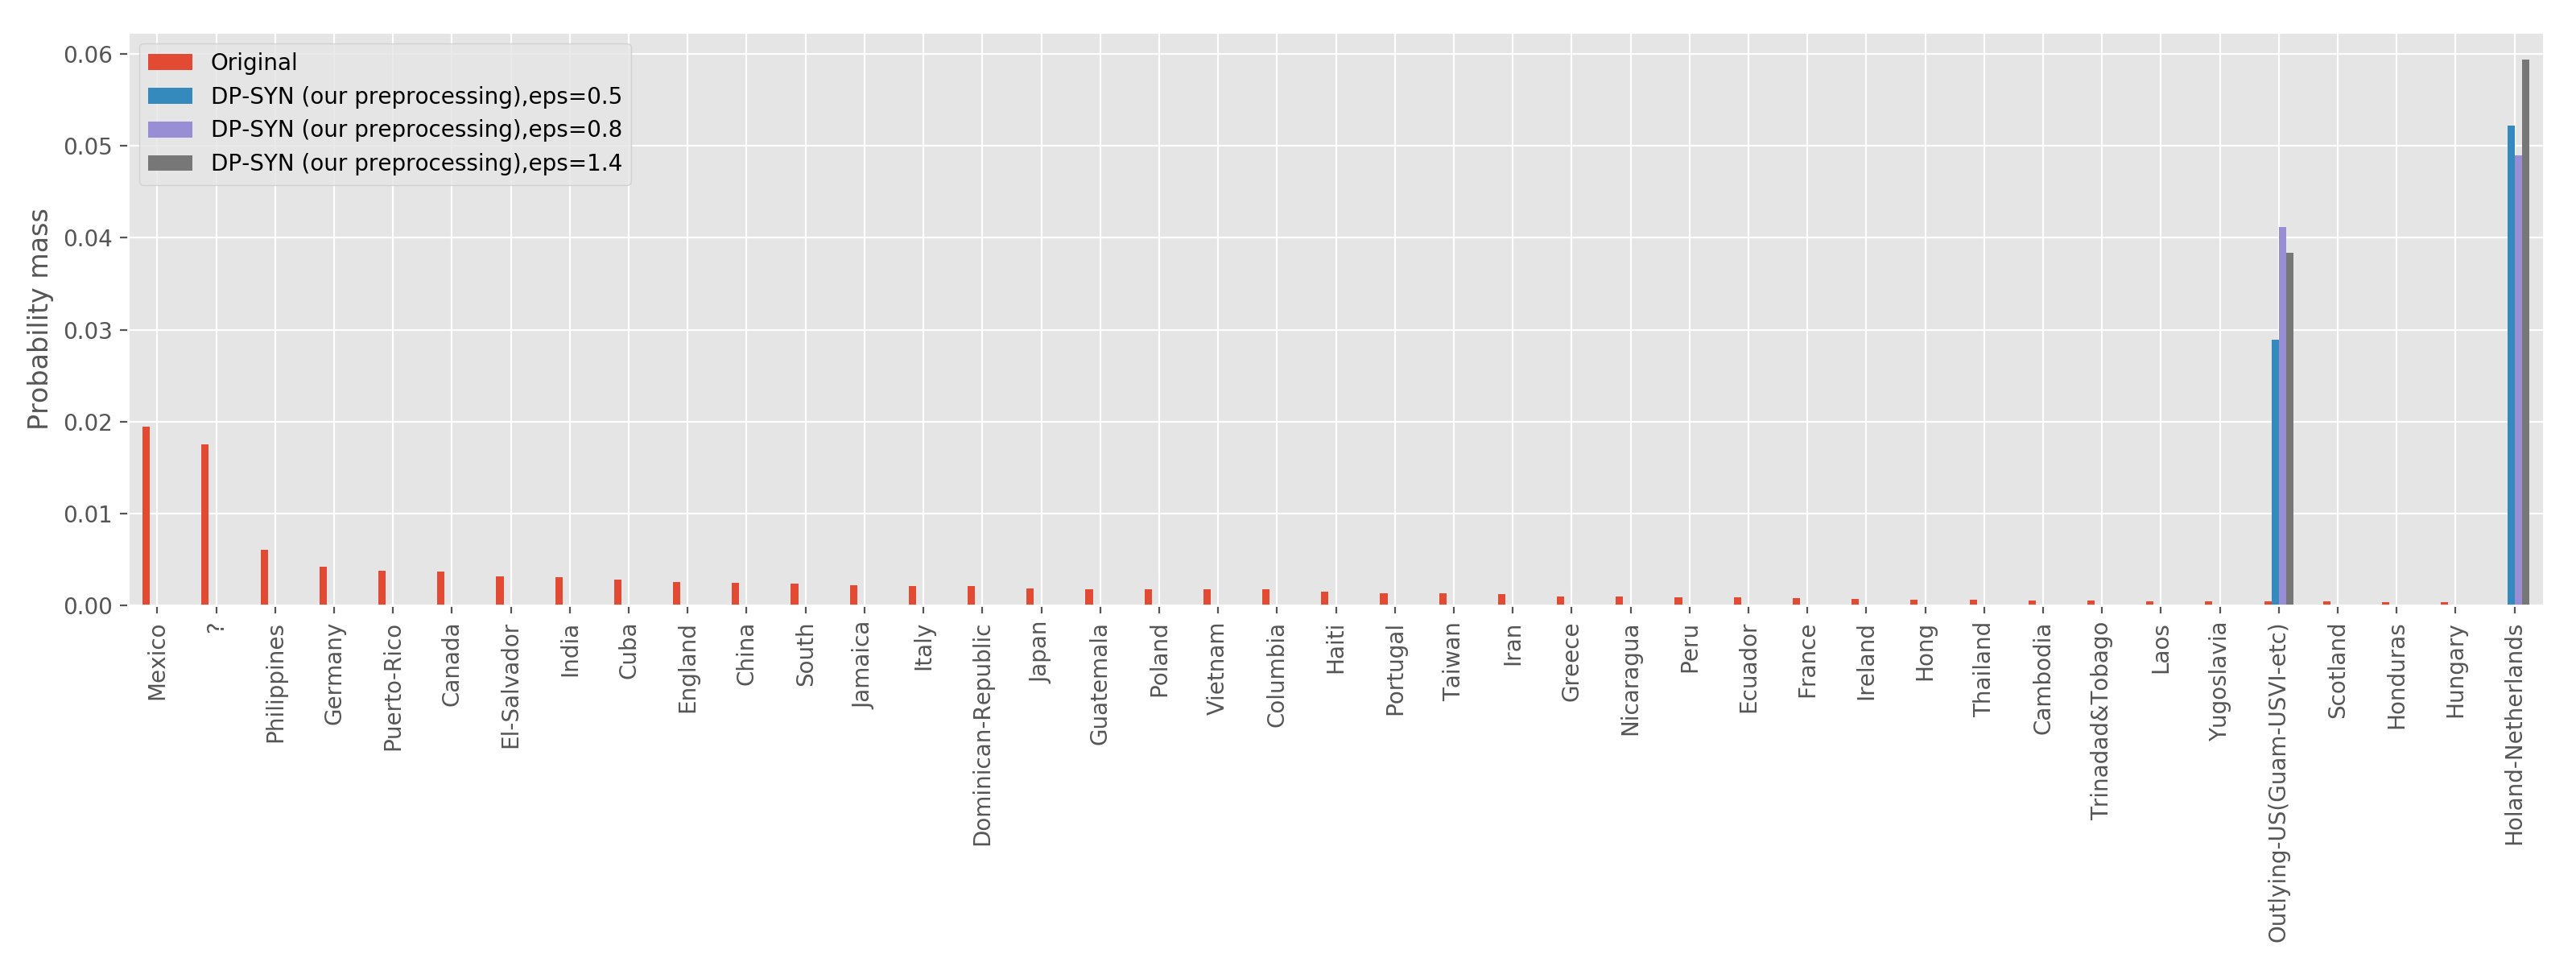 Original
DP-SYN (our preprocessing),eps=0.5
DP-SYN (our preprocessing),eps=0.8
DP-SYN (our preprocessing),eps=1.4
Probability mass
0.06
0.05
0.04
0.03
0.02
0.01
0.00
Mexico
?
Philippines
Germany
Puerto-Rico
Canada
El-Salvador
India
Cuba
England
China
South
Jamaica
Italy
Dominican-Republic
Japan
Guatemala
Poland
Vietnam
Columbia
Haiti
Portugal
Taiwan
Iran
Greece
Nicaragua
Peru
Ecuador
France
Ireland
Hong
Thailand
Cambodia
Trinadad&Tobago
Laos
Yugoslavia
Outlying-US(Guam-USVI-etc)
Scotland
Honduras
Hungary
Holand-Netherlands